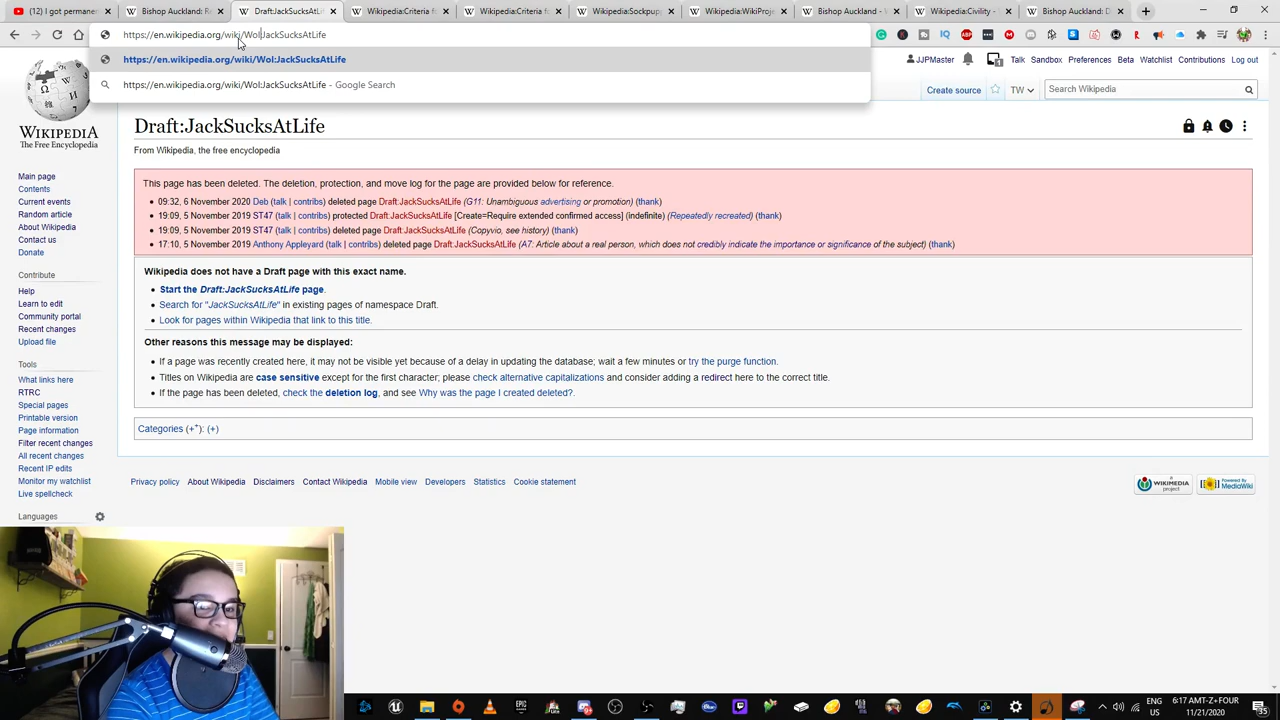 (12) I got perman
Wikipedia:Rec
Draft:JackSucksAtLife
Wikipedia:Criteria f
Wikipedia:Criteria f
Wikipedia:Sockpup
Wikipedia:WikiProj
Wikipedia:Auckland
Wikipedia:Civility
Wikipedia:D
https://en.wikipedia.org/wiki/Wol:JackSucksAtLife
https://en.wikipedia.org/wiki/Wol:JackSucksAtLife
https://en.wikipedia.org/wiki/Wol:JackSucksAtLife - Google Search
JJPMaster 1 Talk Sandbox Preferences Beta Watchlist Contributions Log out
Create source TW Search Wikipedia
WIKIPEDIA
The Free Encyclopedia
Draft:JackSucksAtLife
From Wikipedia, the free encyclopedia
Main page
Contents
Current events
Random article
About Wikipedia
Contact us
Donate
Contribute
Help
Learn to edit
Community portal
Recent changes
Upload file
Tools
What links here
RTRC
Special pages
Printable version
Page information
Filter recent changes
All recent changes
Recent IP edits
Monitor my watchlist
Live spellcheck
Languages
This page has been deleted. The deletion, protection, and move log for the page are provided below for reference.
• 09:32, 6 November 2020 Deb (talk | contribs) deleted page Draft:JackSucksAtLife (G11: Unambiguous advertising or promotion) (thank)
• 19:09, 5 November 2019 ST47 (talk | contribs) protected Draft:JackSucksAtLife [Create=Require extended confirmed access] (indefinite) (Repeatedly recreated) (thank)
• 19:09, 5 November 2019 ST47 (talk | contribs) deleted page Draft:JackSucksAtLife (Copyvio, see history) (thank)
• 17:10, 5 November 2019 Anthony Appleyard (talk | contribs) deleted page Draft:JackSucksAtLife (A7: Article about a real person, which does not credibly indicate the importance or significance of the subject) (thank)
Wikipedia does not have a Draft page with this exact name.
• Start the Draft:JackSucksAtLife page.
• Search for "JackSucksAtLife" in existing pages of namespace Draft.
• Look for pages within Wikipedia that link to this title.
Other reasons this message may be displayed:
• If a page was recently created here, it may not be visible yet because of a delay in updating the database; wait a few minutes or try the purge function.
• Titles on Wikipedia are case sensitive except for the first character; please check alternative capitalizations and consider adding a redirect here to the correct title.
• If the page has been deleted, check the deletion log, and see Why was the page I created deleted?.
Categories (+⁺): (+)
Privacy policy About Wikipedia Disclaimers Contact Wikipedia Mobile view Developers Statistics Cookie statement
A WIKIMEDIA project
Powered By MediaWiki
ENG
US
6:17 AMT-Z+FOUR
11/21/2020